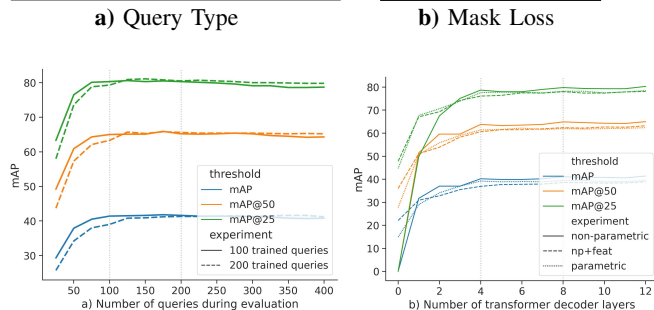 a) Query Type
b) Mask Loss
mAP
80
70
60
50
40
30
threshold
mAP
mAP@50
mAP@25
experiment
100 trained queries
200 trained queries
50 100 150 200 250 300 350 400
a) Number of queries during evaluation
mAP
80
70
60
50
40
30
20
10
0
threshold
mAP
mAP@50
mAP@25
experiment
non-parametric
np+feat
parametric
0 2 4 6 8 10 12
b) Number of transformer decoder layers